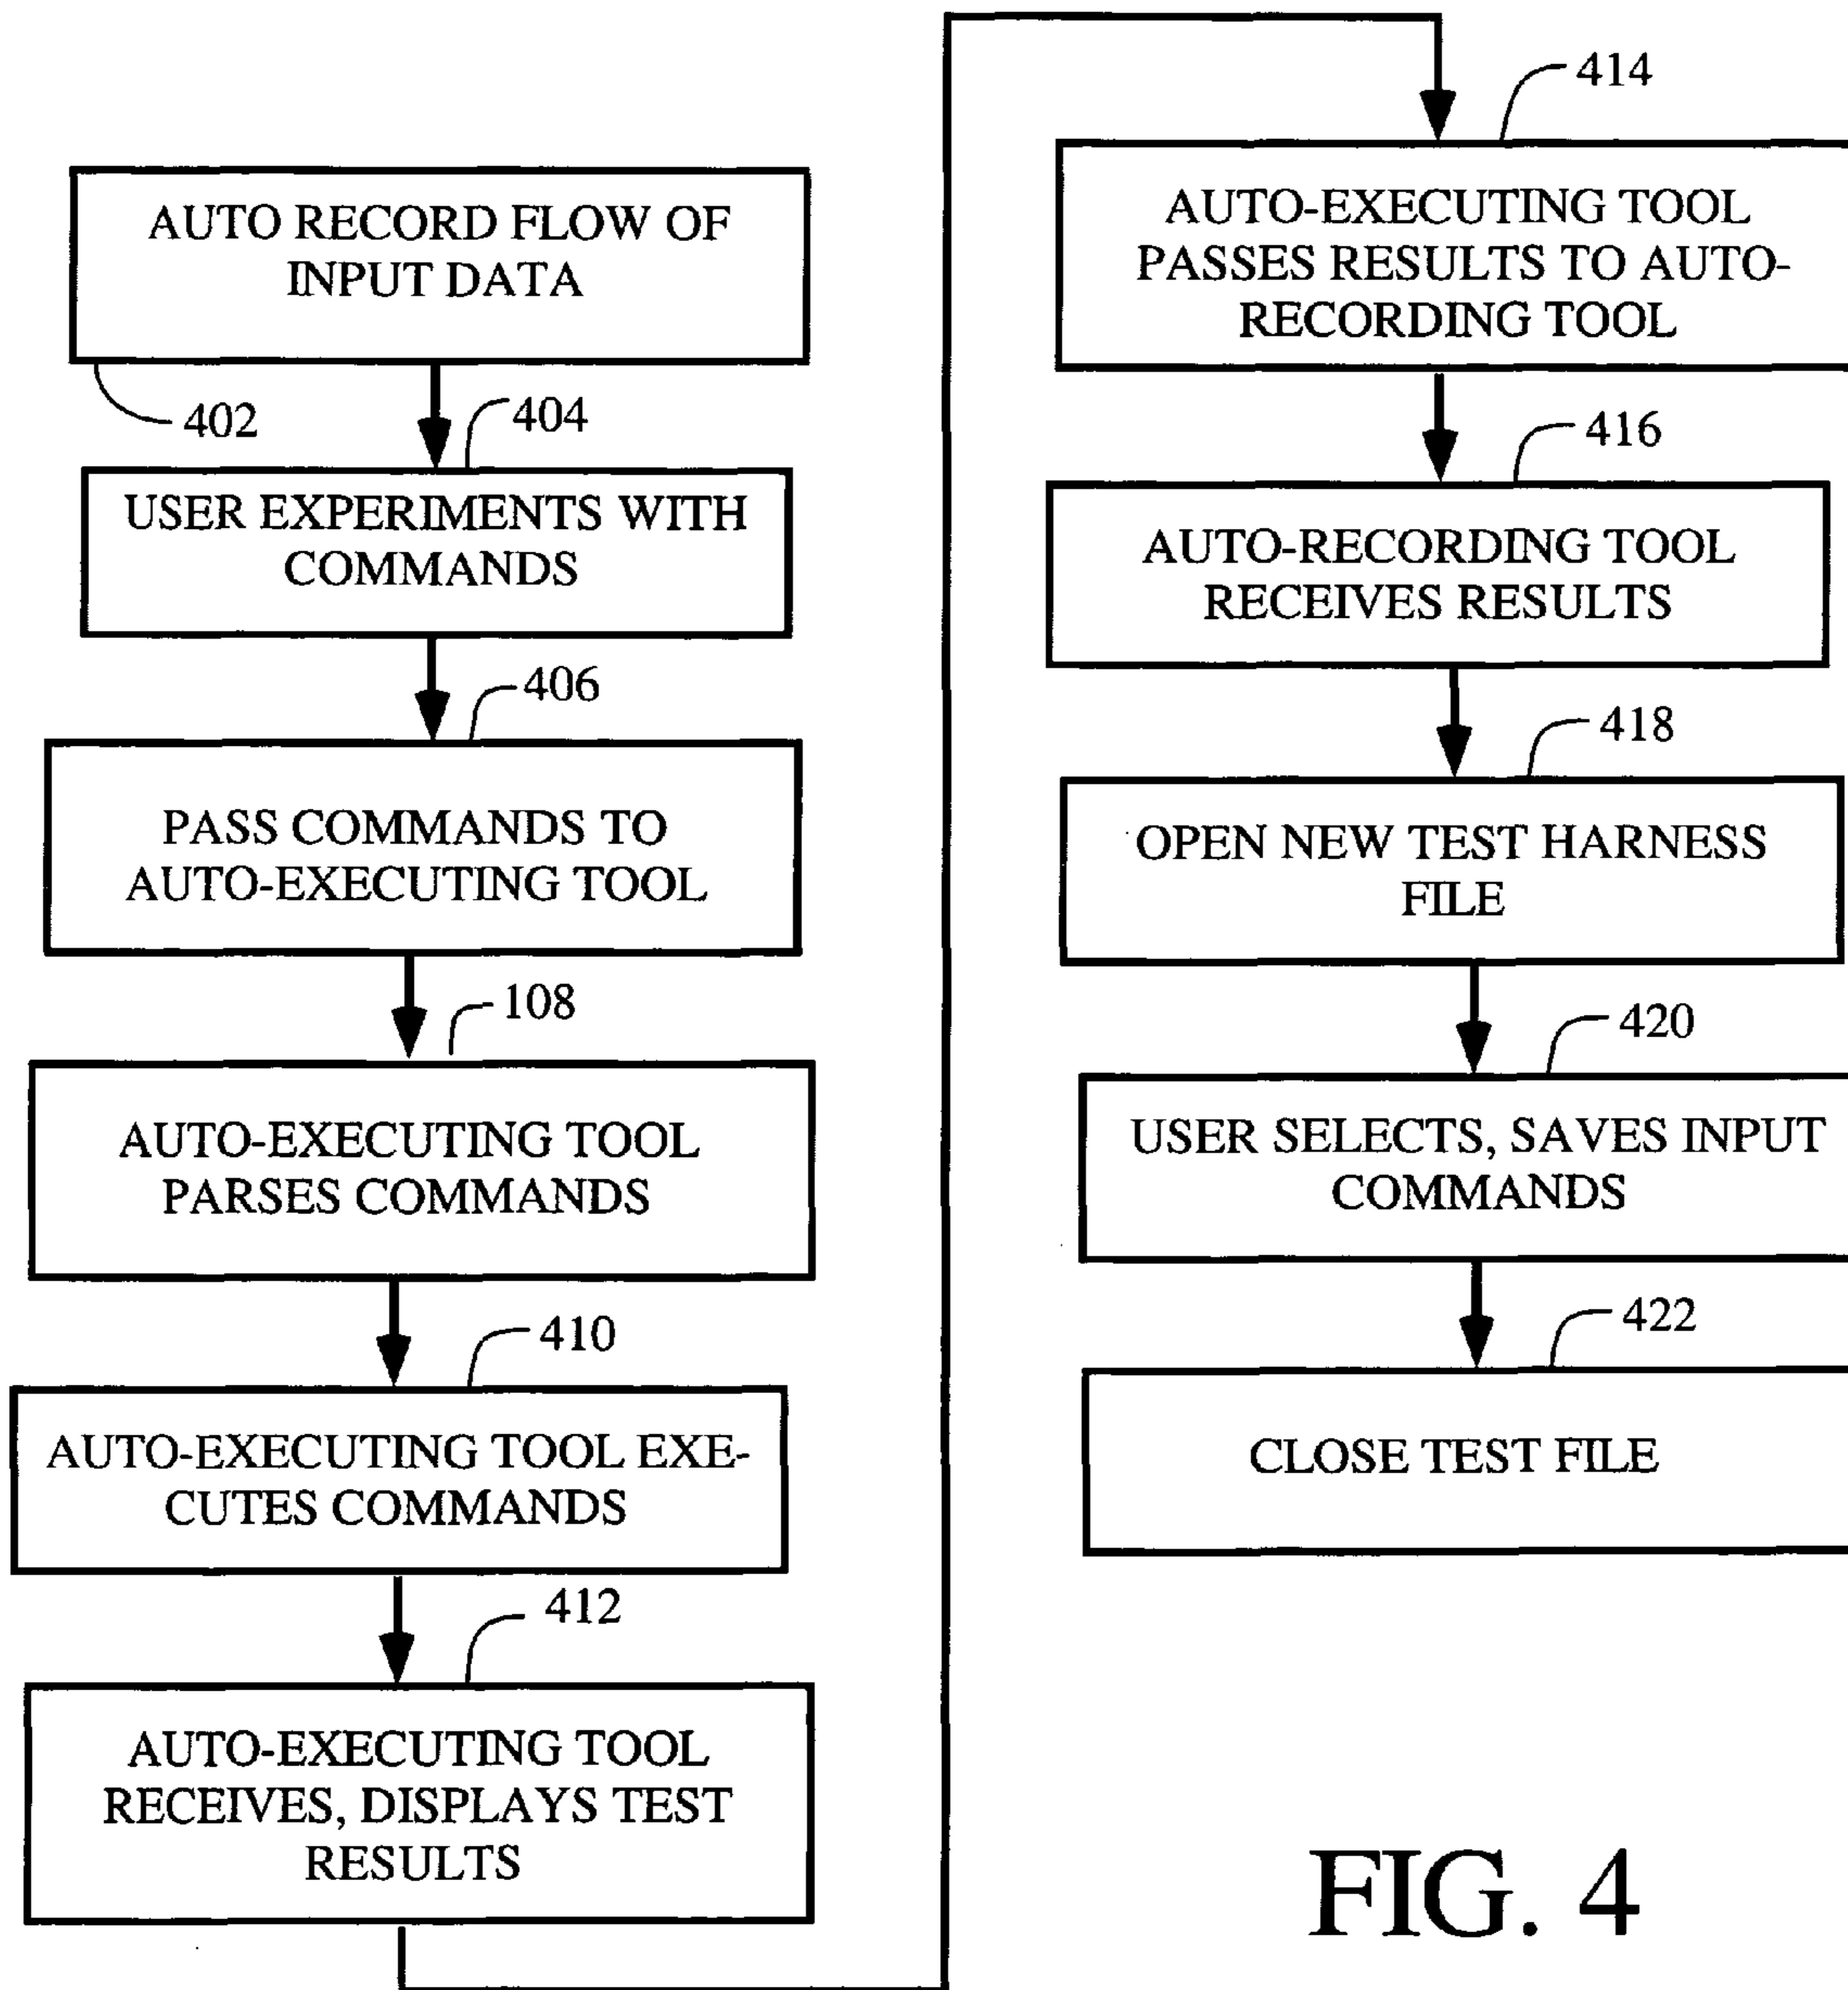 AUTO RECORD FLOW OF
INPUT DATA
402
404
USER EXPERIMENTS WITH
COMMANDS
406
PASS COMMANDS TO
AUTO-EXECUTING TOOL
108
AUTO-EXECUTING TOOL
PARSES COMMANDS
410
AUTO-EXECUTING TOOL EXE-
CUTES COMMANDS
412
AUTO-EXECUTING TOOL
RECEIVES, DISPLAYS TEST
RESULTS
414
AUTO-EXECUTING TOOL
PASSES RESULTS TO AUTO-
RECORDING TOOL
416
AUTO-RECORDING TOOL
RECEIVES RESULTS
418
OPEN NEW TEST HARNESS
FILE
420
USER SELECTS, SAVES INPUT
COMMANDS
422
CLOSE TEST FILE
FIG. 4